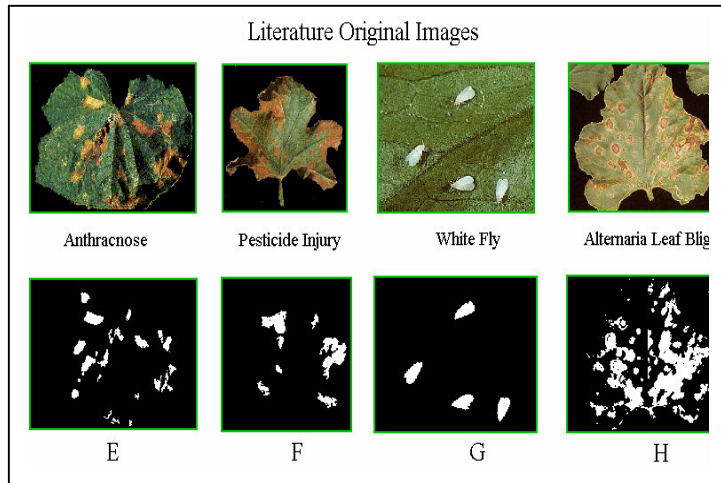 Literature Original Images
Anthracnose Pesticide Injury White Fly Alternaria Leaf Blig
E F G H